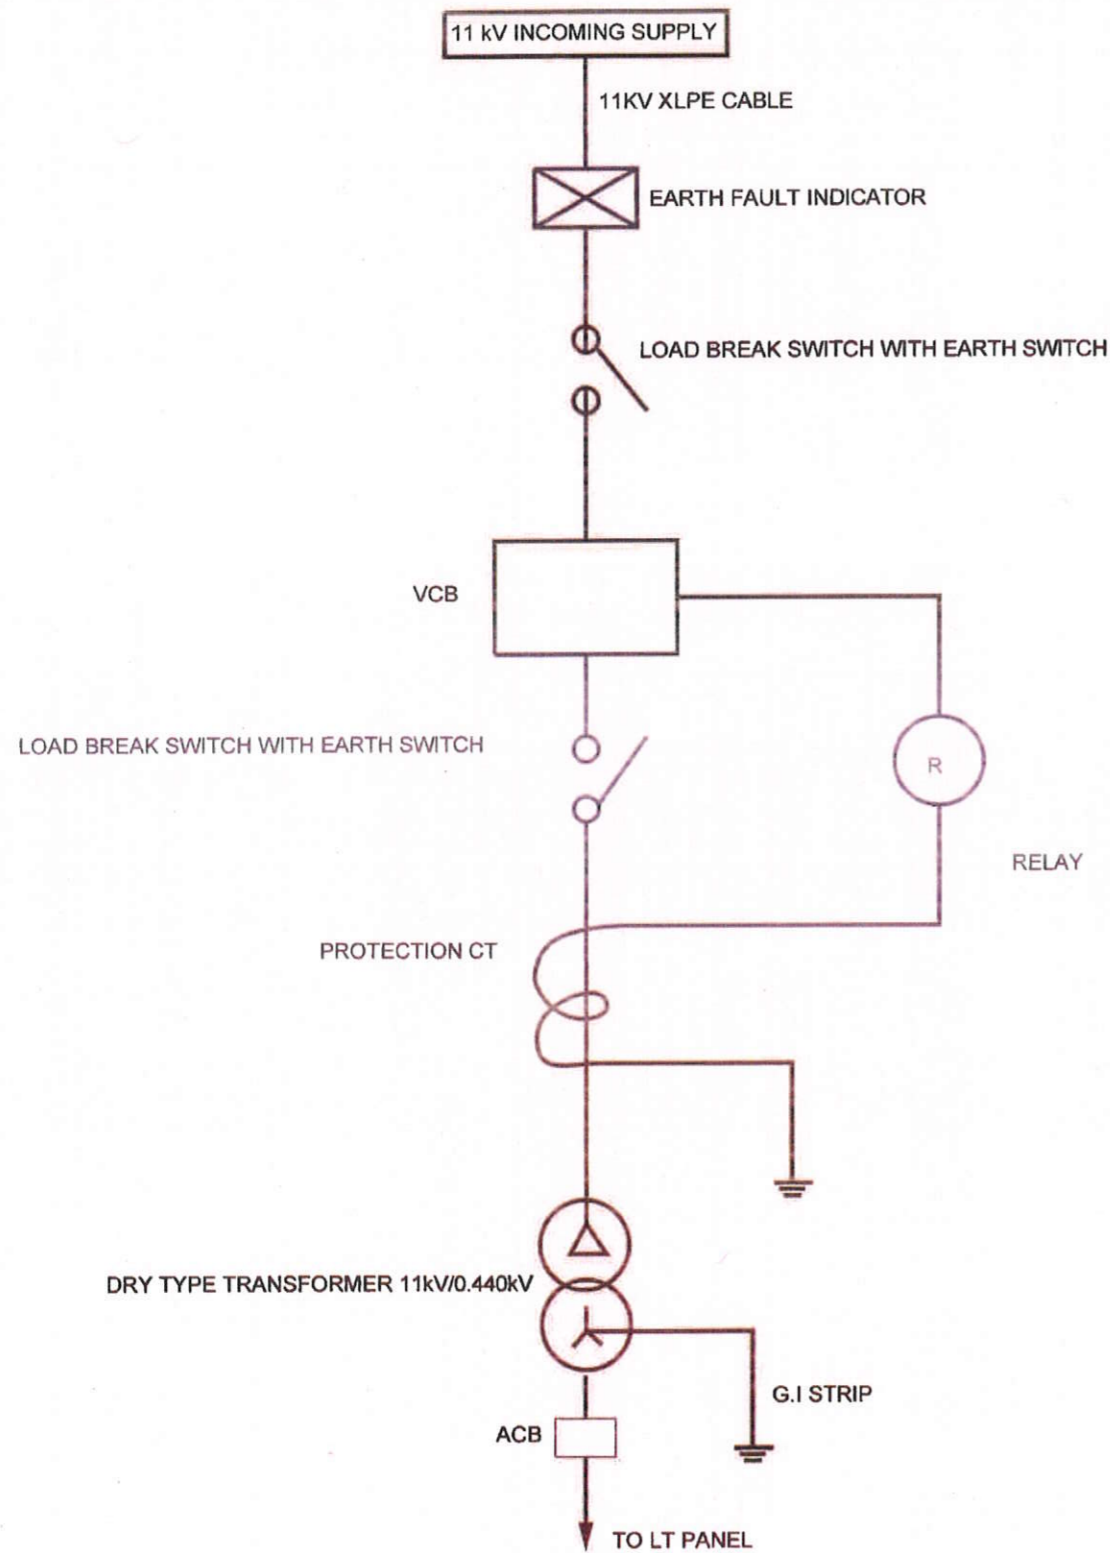 11 kV INCOMING SUPPLY
11KV XLPE CABLE
EARTH FAULT INDICATOR
LOAD BREAK SWITCH WITH EARTH SWITCH
VCB
LOAD BREAK SWITCH WITH EARTH SWITCH
R
RELAY
PROTECTION CT
DRY TYPE TRANSFORMER 11kV/0.440kV
G.I STRIP
ACB
TO LT PANEL